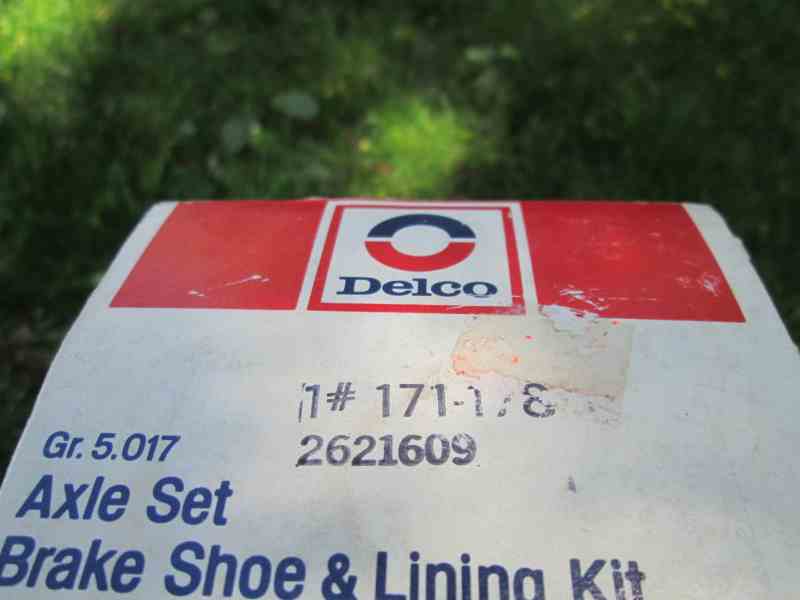 Delco
1# 171-178
2621609
Gr. 5.017
Axle Set
Brake Shoe & Lining Kit